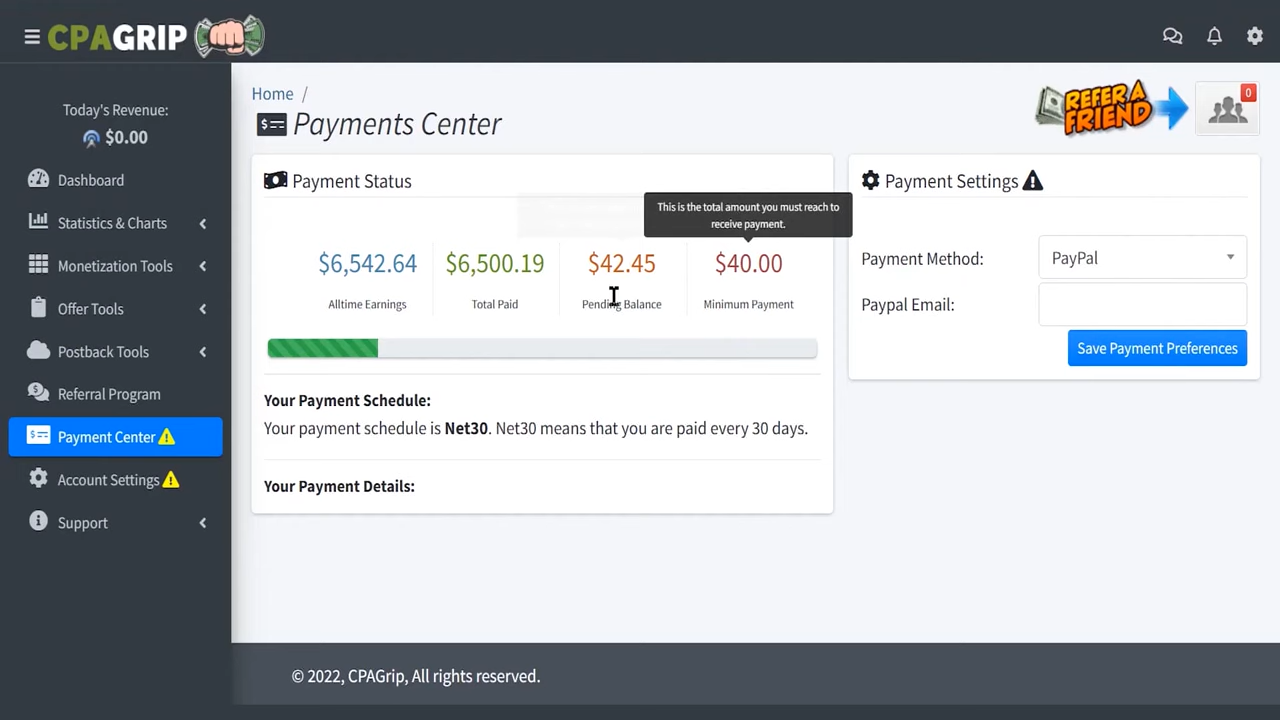 CPAGRIP
Today's Revenue:
$0.00
Dashboard
Statistics & Charts
Monetization Tools
Offer Tools
Postback Tools
Referral Program
Payment Center
Account Settings
Support
Home /
Payments Center
REFER A
FRIEND
0
Payment Status
This is the total amount you must reach to
receive payment.
$6,542.64 $6,500.19 $42.45 $40.00
Alltime Earnings Total Paid Pending Balance Minimum Payment
Your Payment Schedule:
Your payment schedule is Net30. Net30 means that you are paid every 30 days.
Your Payment Details:
Payment Settings
Payment Method: PayPal
Paypal Email:
Save Payment Preferences
© 2022, CPAGrip, All rights reserved.